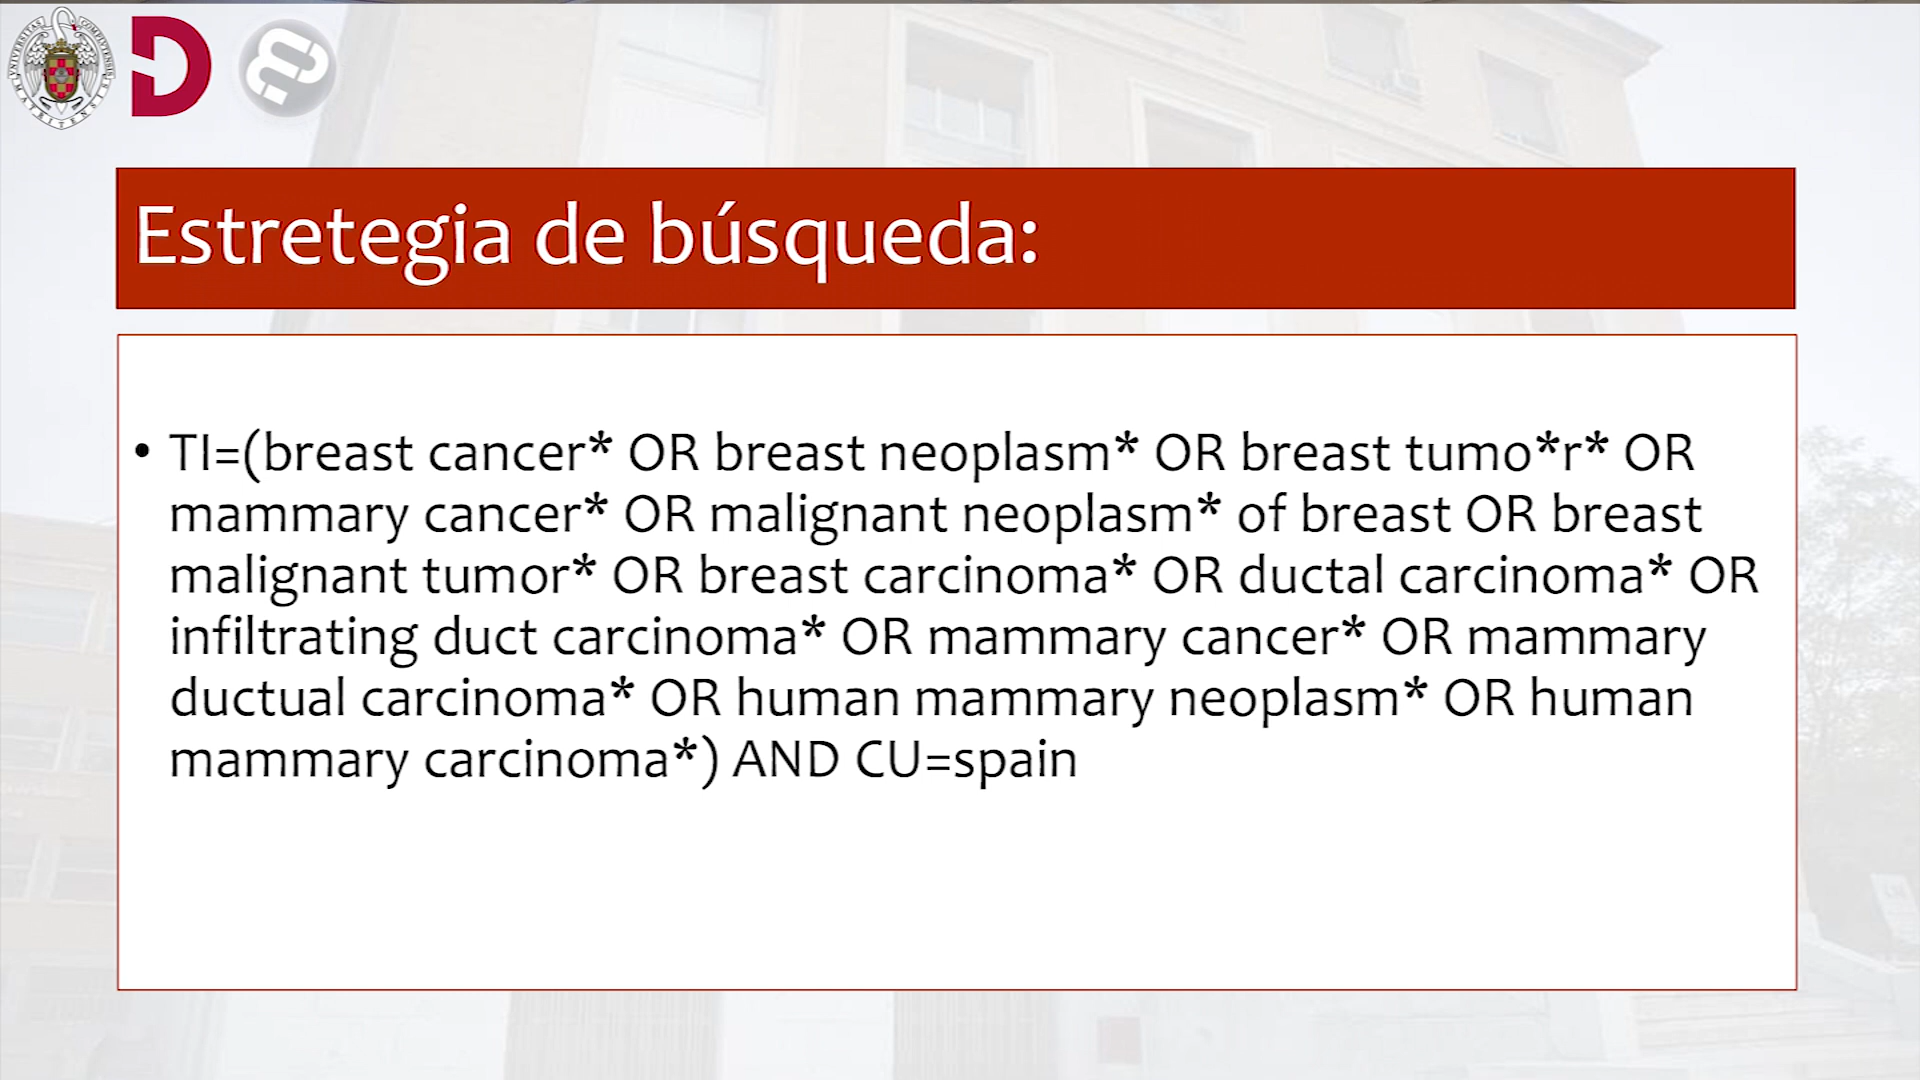 Estretegia de búsqueda:
• TI=(breast cancer* OR breast neoplasm* OR breast tumo*r* OR
mammary cancer* OR malignant neoplasm* of breast OR breast
malignant tumor* OR breast carcinoma* OR ductal carcinoma* OR
infiltrating duct carcinoma* OR mammary cancer* OR mammary
ductual carcinoma* OR human mammary neoplasm* OR human
mammary carcinoma*) AND CU=spain